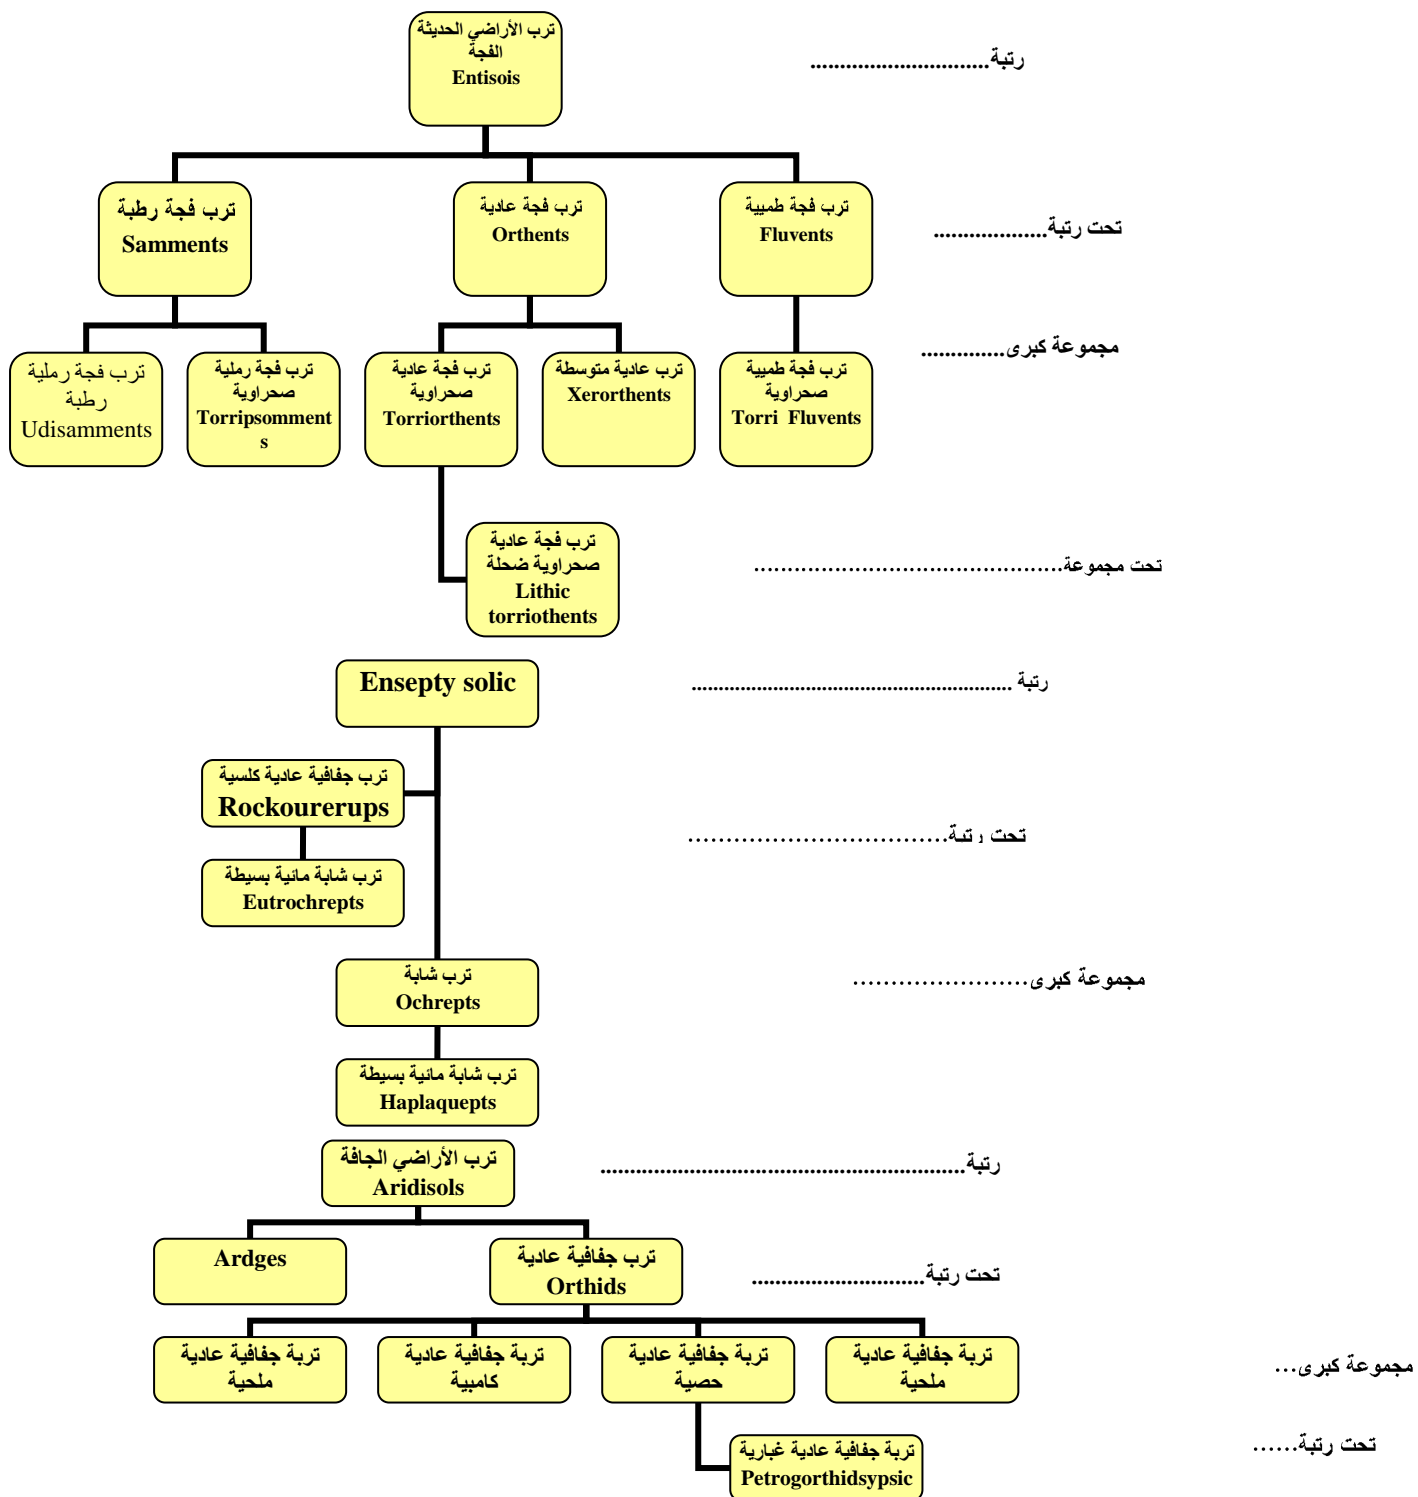 ترب الأراضي الحديثة
الفجة
Entisois
رتبة..............................
ترب فجة رطبة
Samments
ترب فجة عادية
Orthents
ترب فجة طميية
Fluvents
تحت رتبة...................
ترب فجة رملية
رطبة
Udisamments
ترب فجة رملية
صحراوية
Torripsomment
s
ترب فجة عادية
صحراوية
Torriorthents
ترب عادية متوسطة
Xerorthents
ترب فجة طميية
صحراوية
Torri Fluvents
مجموعة كبرى..............
ترب فجة عادية
صحراوية ضحلة
Lithic
torriothents
تحت مجموعة..........................................
Ensepty solic
رتبة ............................................................
ترب جفافية عادية كلسية
Rockourerups
تحت رتبة..................................
ترب شابة مائية بسيطة
Eutrochrepts
ترب شابة
Ochrepts
مجموعة كبرى.......................
ترب شابة مائية بسيطة
Haplaquepts
ترب الأراضي الجافة
Aridisols
رتبة..............................................................
Ardges
ترب جفافية عادية
Orthids
تحت رتبة.............................
تربة جفافية عادية
ملحية
تربة جفافية عادية
كامبية
تربة جفافية عادية
حصية
تربة جفافية عادية
ملحية
مجموعة كبرى...
تربة جفافية عادية غبارية
Petrogorthidsypsic
تحت رتبة......